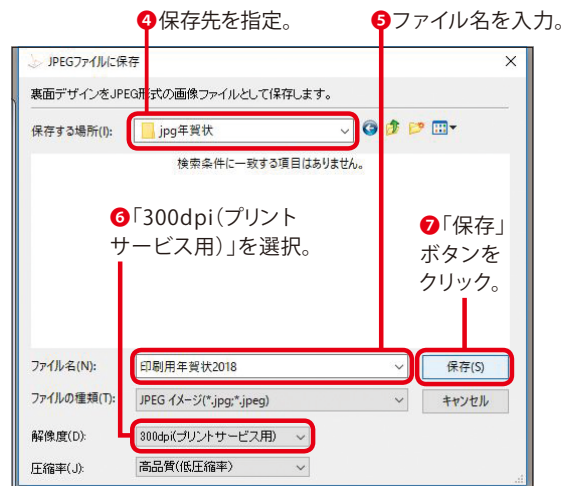 ❹保存先を指定。
❺ファイル名を入力。
JPEGファイルに保存
裏面デザインをJPEG形式の画像ファイルとして保存します。
保存する場所(I): jpg年賀状
検索条件に一致する項目はありません。
❻「300dpi(プリント
サービス用)」を選択。
❼「保存」
ボタンを
クリック。
ファイル名(N): 印刷用年賀状2018 保存(S)
ファイルの種類(T): JPEG イメージ(*.jpg;*.jpeg) キャンセル
解像度(D): 300dpi(プリントサービス用)
圧縮率(J): 高品質(低圧縮率)